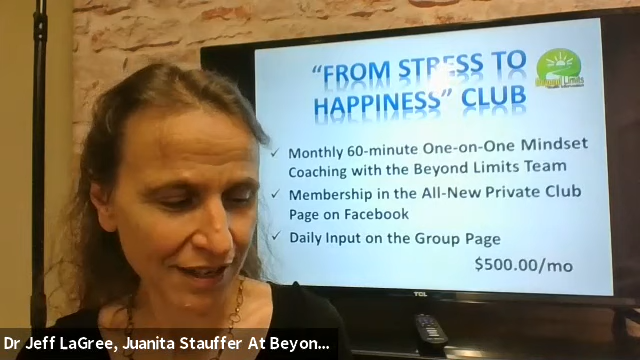 "FROM STRESS TO
HAPPINESS" CLUB
Beyond Limits
✓ Monthly 60-minute One-on-One Mindset
Coaching with the Beyond Limits Team
✓ Membership in the All-New Private Club
Page on Facebook
✓ Daily Input on the Group Page
$500.00/mo
TCL
Dr Jeff LaGree, Juanita Stauffer At Beyon...